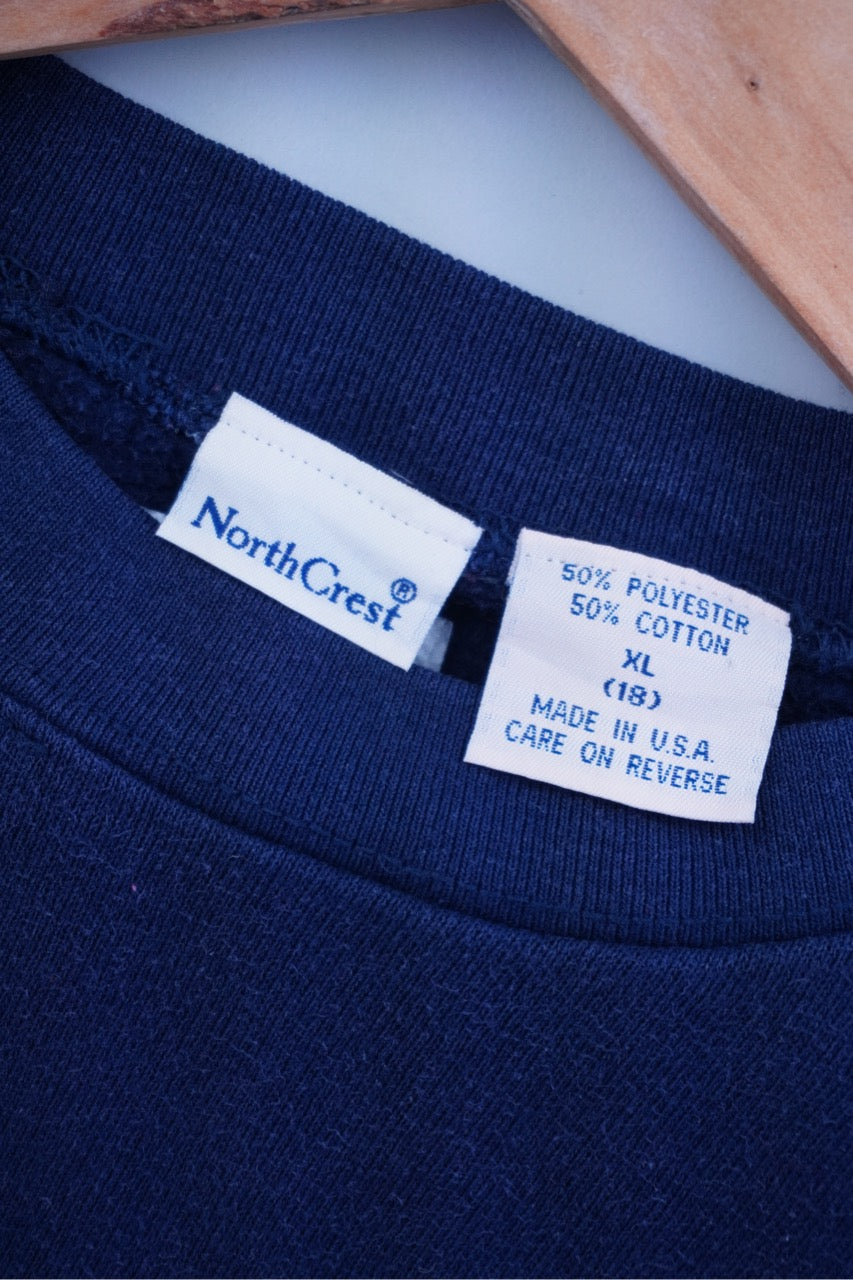 NorthCrest®
50% POLYESTER
50% COTTON
XL
(18)
MADE IN U.S.A.
CARE ON REVERSE